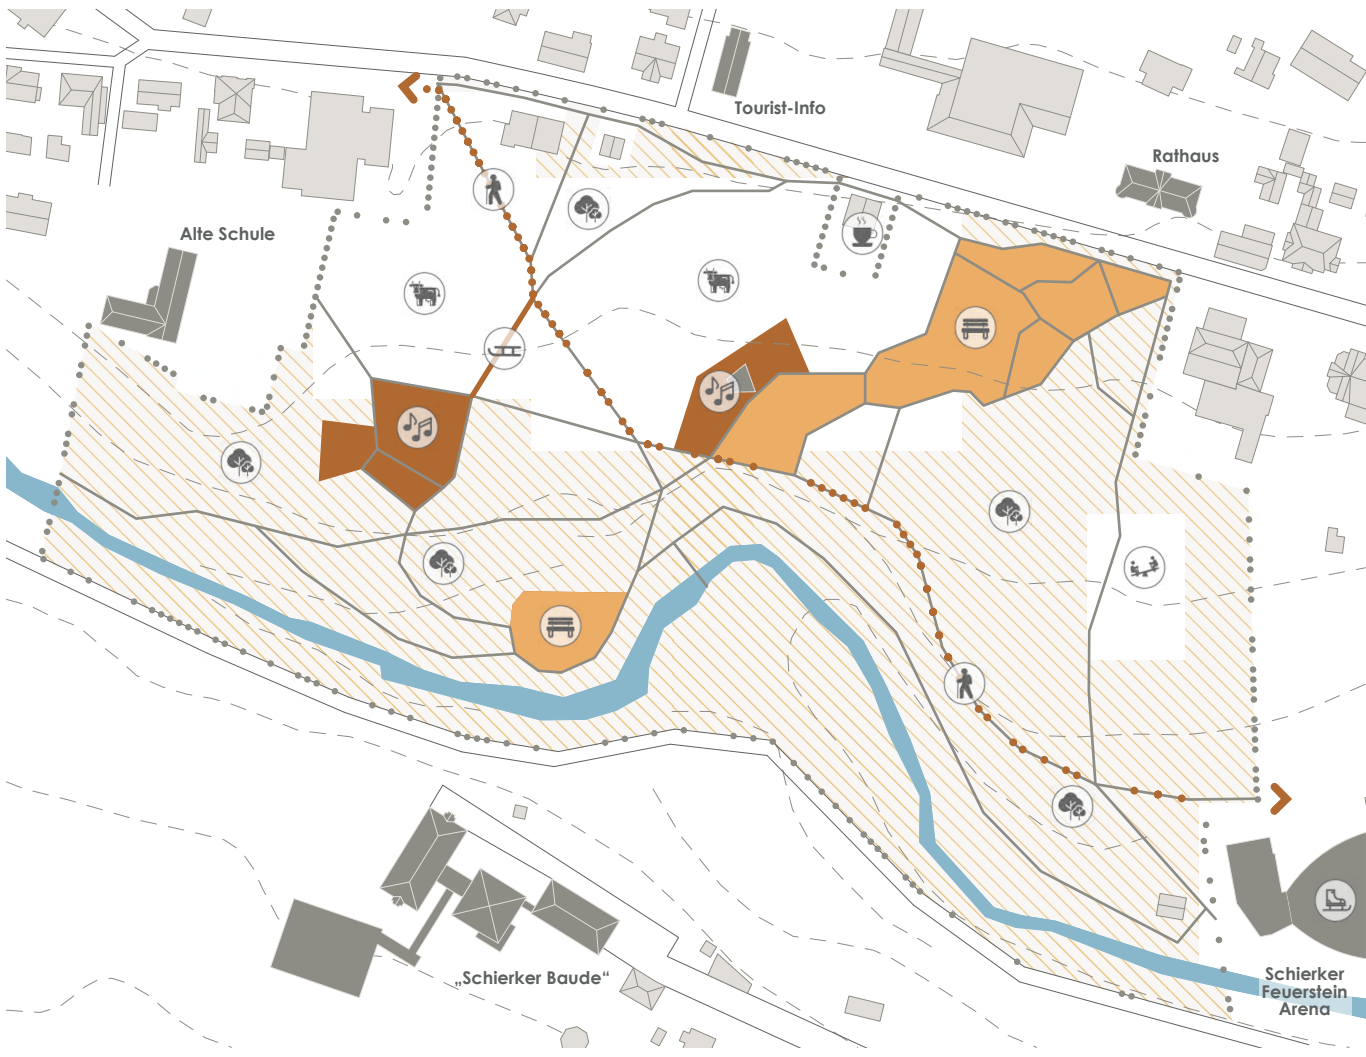 Tourist-Info
Rathaus
Alte Schule
„Schierker Baude“
Schierker
Feuerstein
Arena